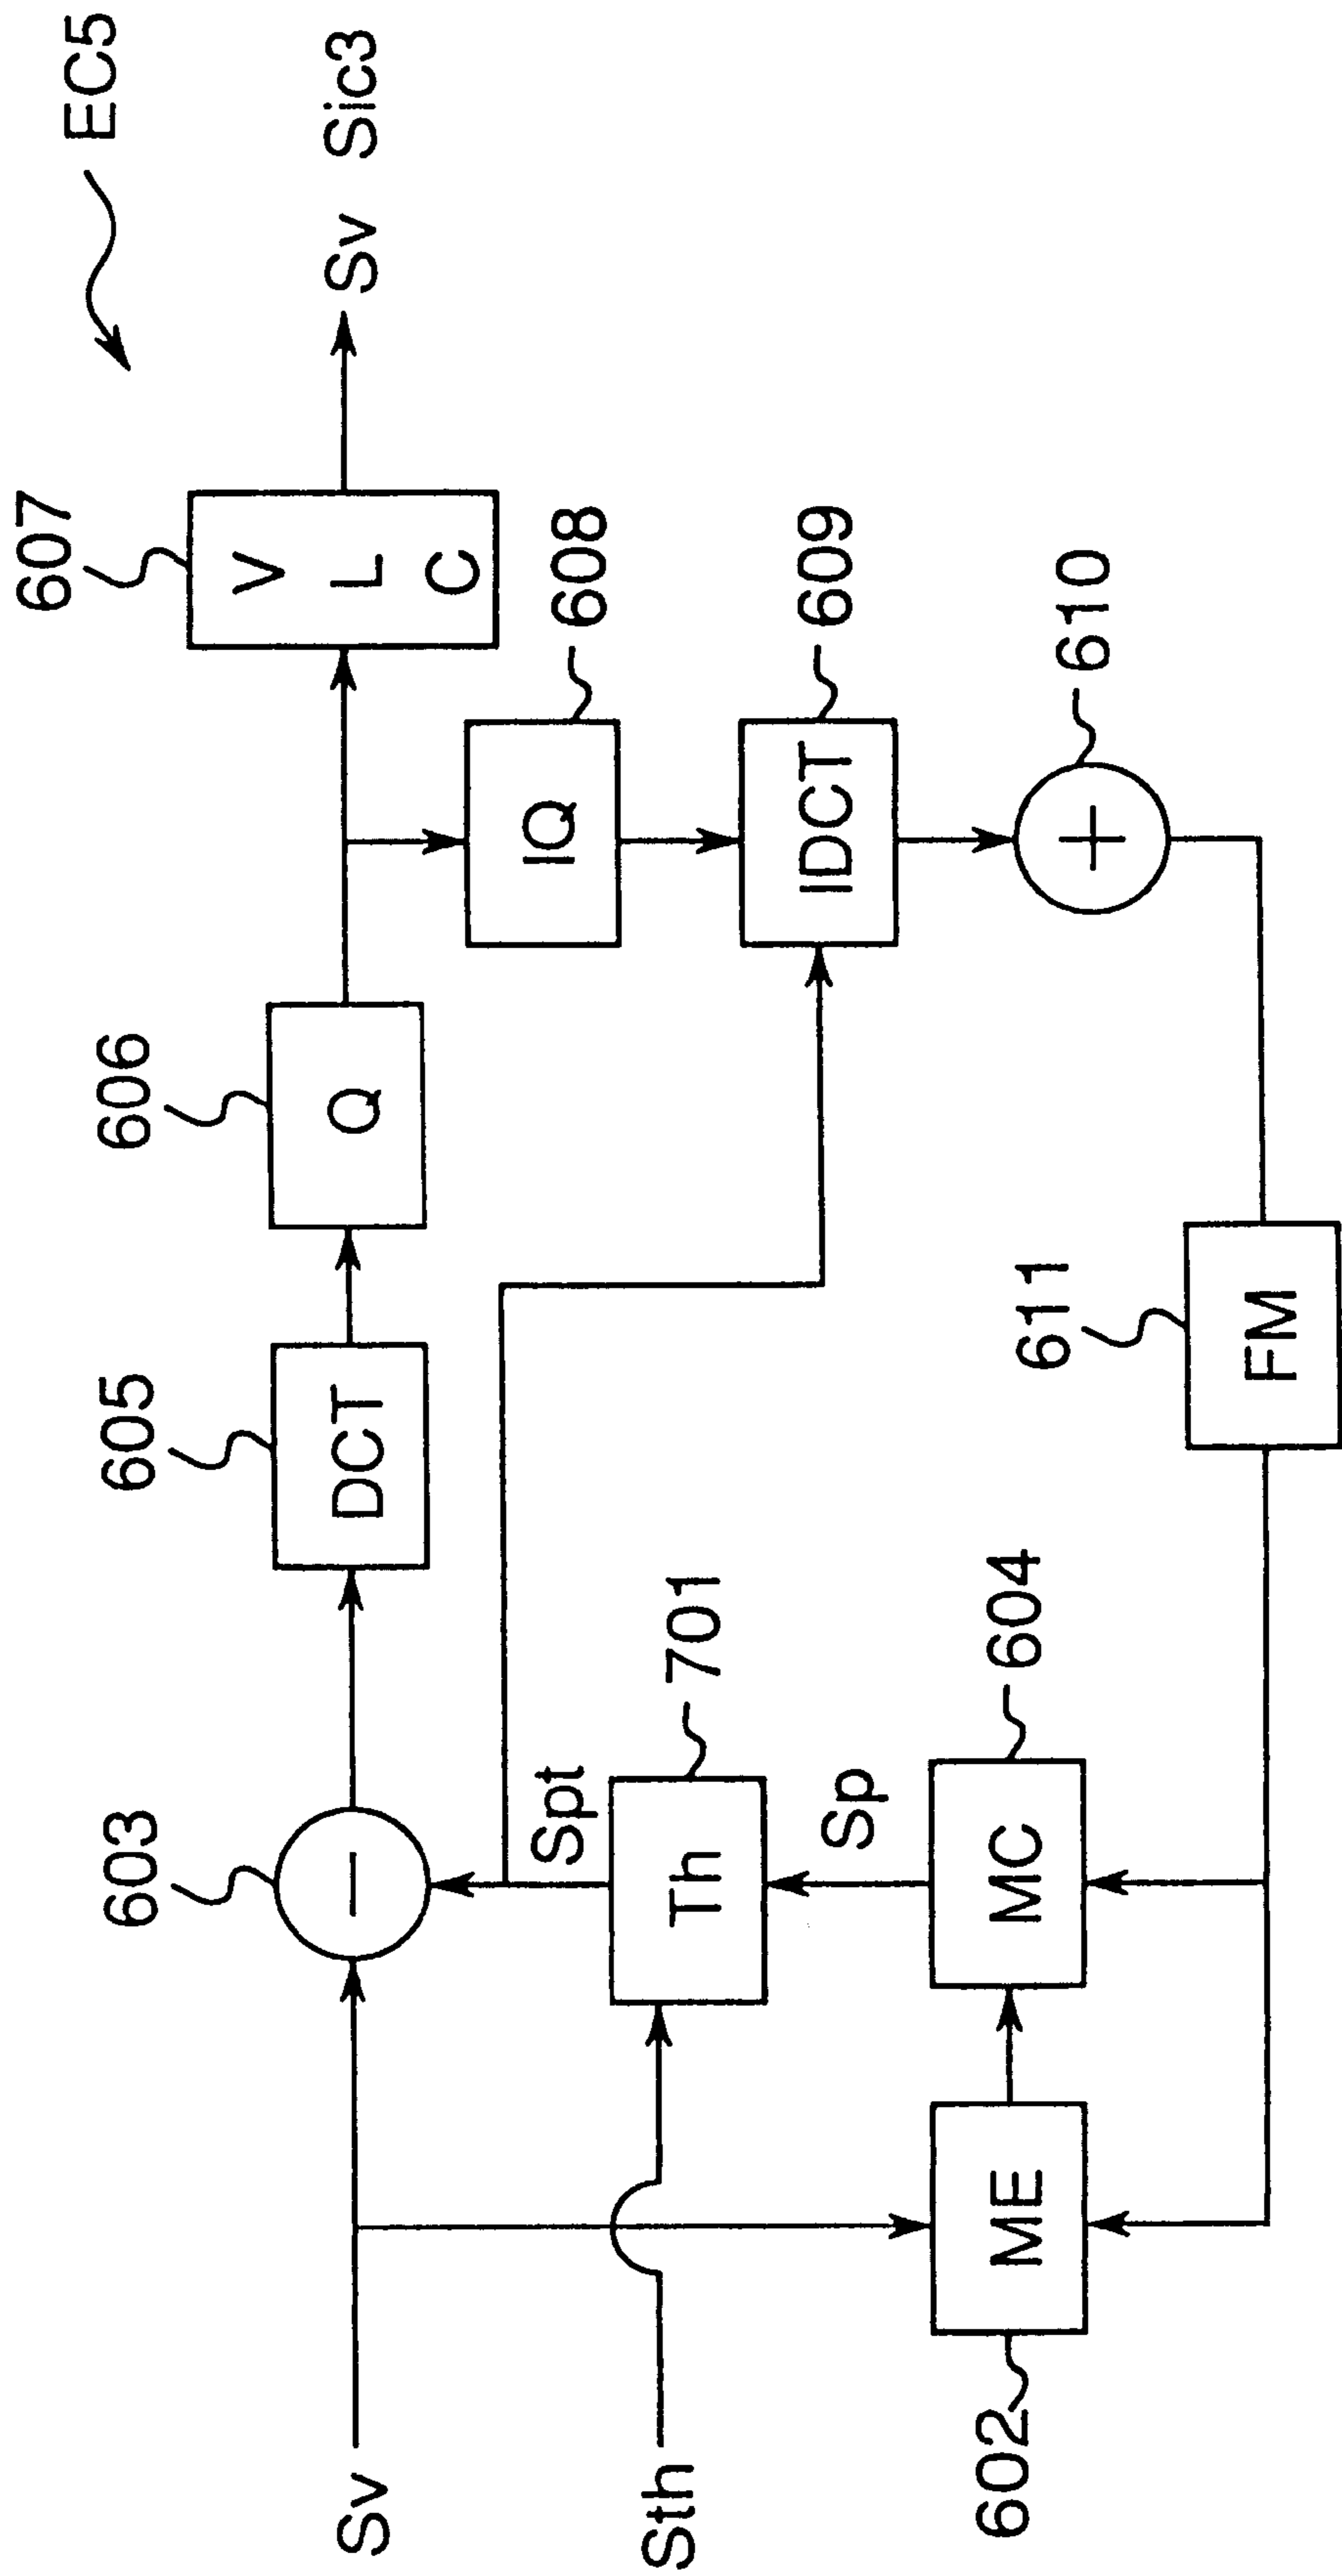 EC5
607
Sv Sic3
V
L
C
606
608
Q
IQ
605
609
DCT
IDCT
603
610
Spt
701
Th
611
Sp
604
FM
MC
Sv
ME
Sth
602